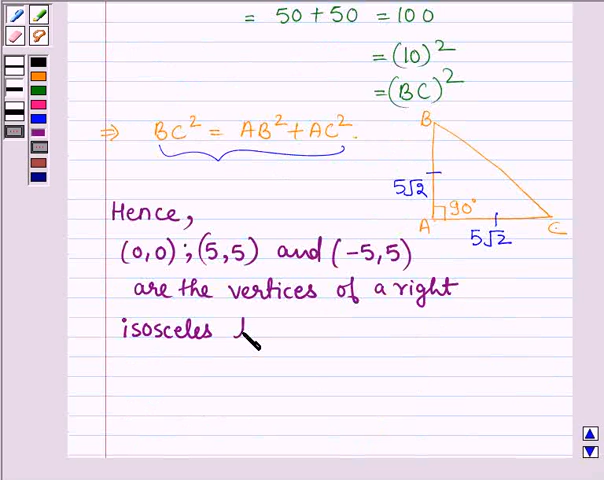 = 50 + 50 = 100
= (10)²
= (BC)²
⇒ BC² = AB² + AC².
B
5√2
90°
A
C
5√2
Hence,
(0,0) ; (5,5) and (-5,5)
are the vertices of a right
isosceles